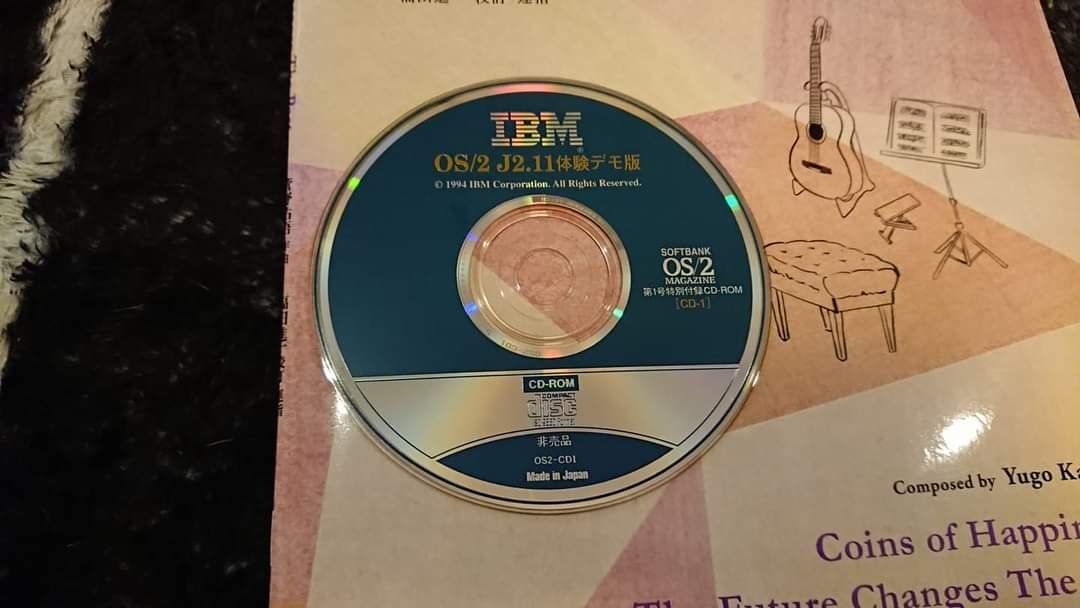 IBM
OS/2 J2.11体験デモ版
© 1994 IBM Corporation. All Rights Reserved.
SOFTBANK
OS/2
MAGAZINE
第1号特別付録CD-ROM
[CD-1]
CD-ROM
COMPACT
disc
非売品
OS2-CD1
Made in Japan
Composed by Yugo
Coins of
The Future Changes The